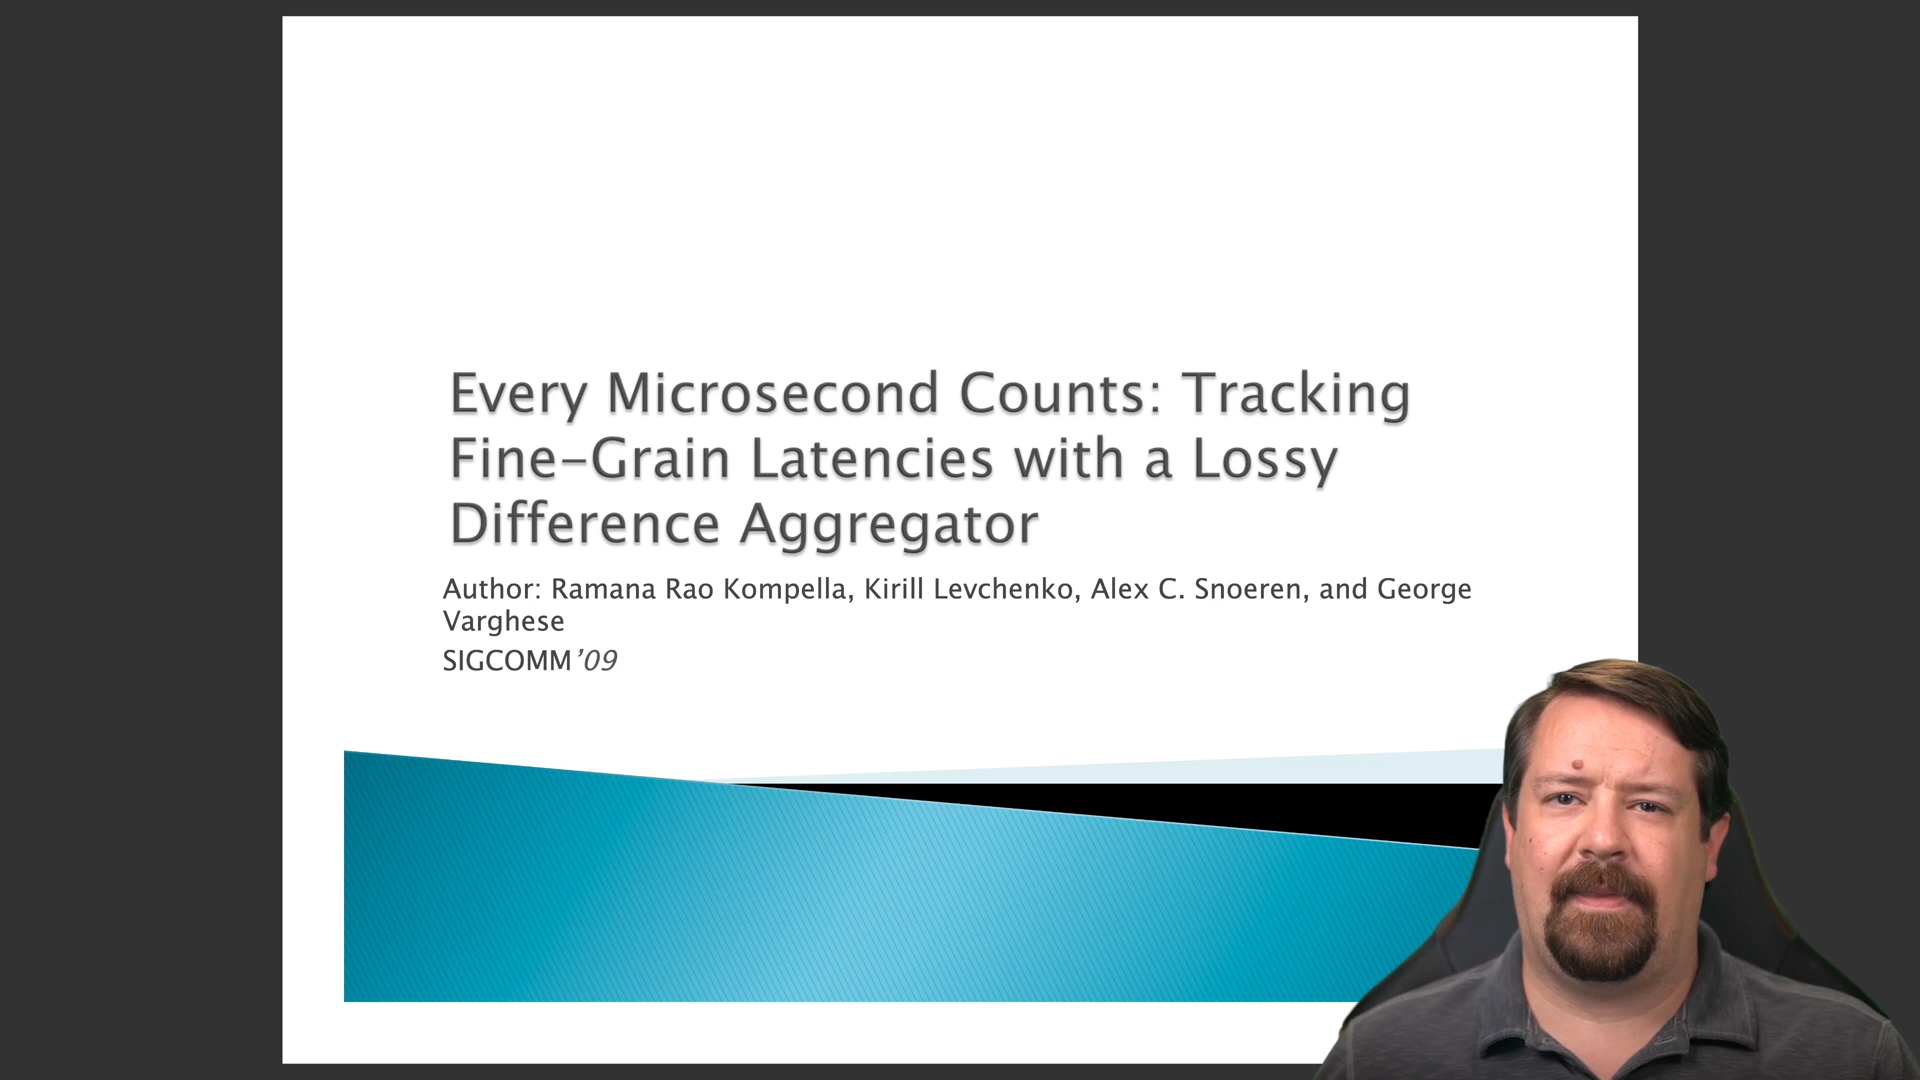 Every Microsecond Counts: Tracking
Fine-Grain Latencies with a Lossy
Difference Aggregator
Author: Ramana Rao Kompella, Kirill Levchenko, Alex C. Snoeren, and George
Varghese
SIGCOMM’09